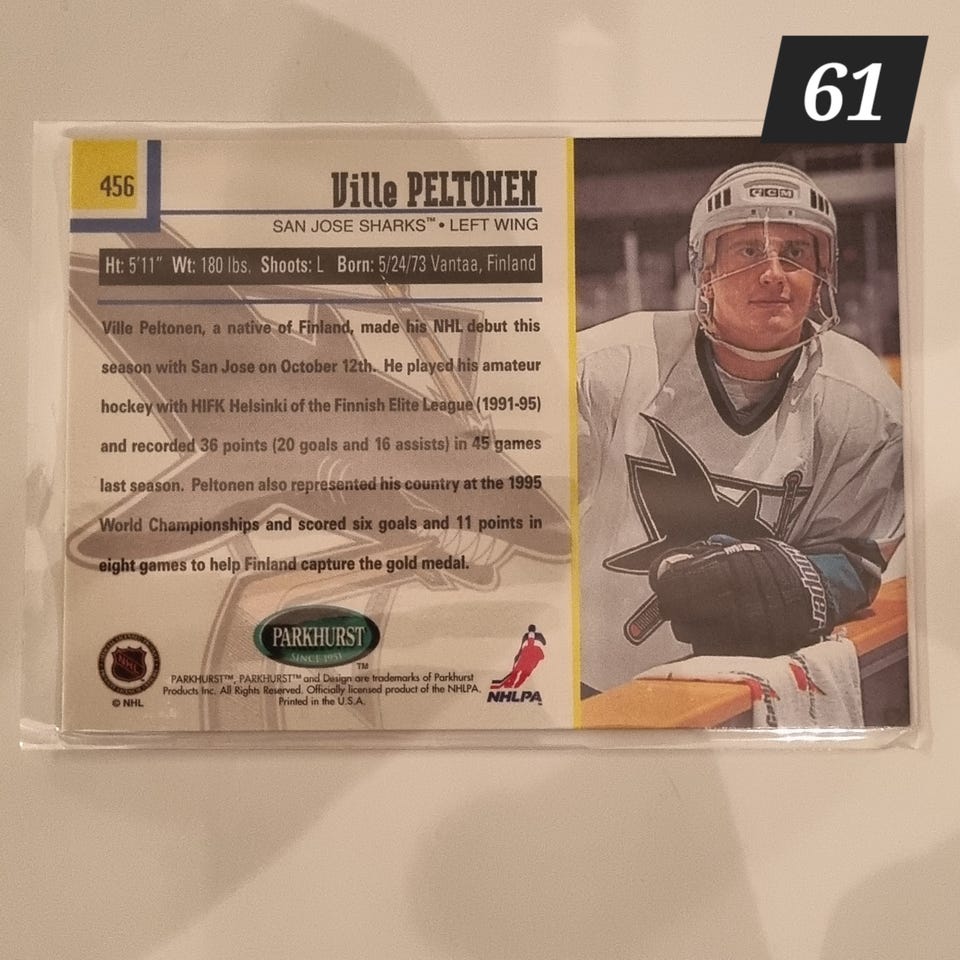 61
456
Ville PELTONEN
SAN JOSE SHARKS™ • LEFT WING
Ht: 5'11" Wt: 180 lbs. Shoots: L Born: 5/24/73 Vantaa, Finland
Ville Peltonen, a native of Finland, made his NHL debut this
season with San Jose on October 12th. He played his amateur
hockey with HIFK Helsinki of the Finnish Elite League (1991-95)
and recorded 36 points (20 goals and 16 assists) in 45 games
last season. Peltonen also represented his country at the 1995
World Championships and scored six goals and 11 points in
eight games to help Finland capture the gold medal.
PARKHURST
SINCE 1951
™
PARKHURST™, PARKHURST™ and Design are trademarks of Parkhurst
Products Inc. All Rights Reserved. Officially licensed product of the NHLPA.
Printed in the U.S.A.
NHL
© NHL
NHLPA
CCM